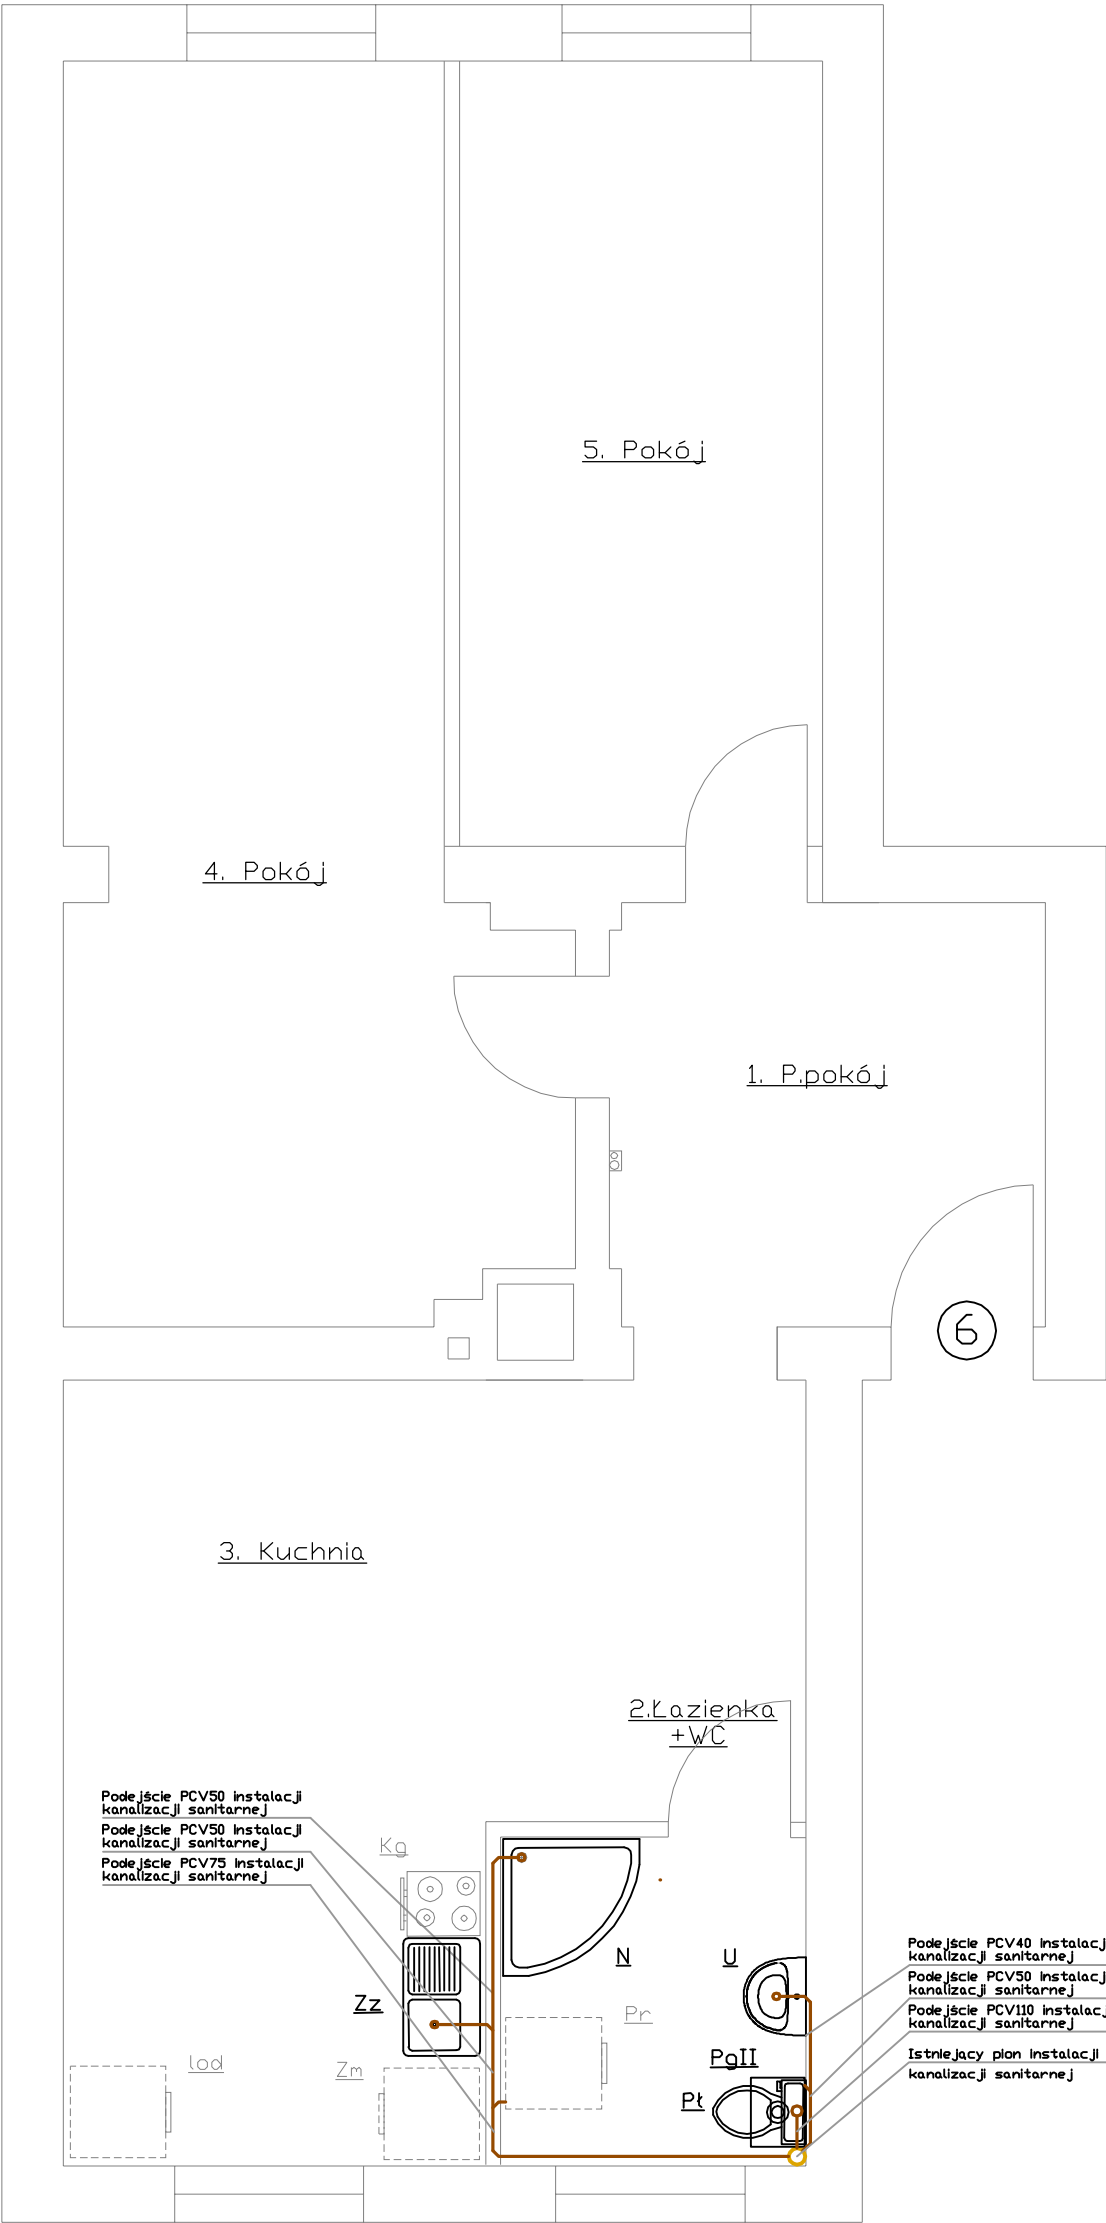 5. Pokój
4. Pokój
1. P.pokój
6
3. Kuchnia
2.Łazienka
+WC
Podejście PCV50 instalacji
kanalizacji sanitarnej
Podejście PCV50 instalacji
kanalizacji sanitarnej
Podejście PCV75 instalacji
kanalizacji sanitarnej
Kg
N
U
Podejście PCV40 instalacj
kanalizacji sanitarnej
Podejście PCV50 instalacj
kanalizacji sanitarnej
Podejście PCV110 instalacj
kanalizacji sanitarnej
Istniejący pion instalacji
kanalizacji sanitarnej
Zz
Pr
lod
Zm
PgII
Pł